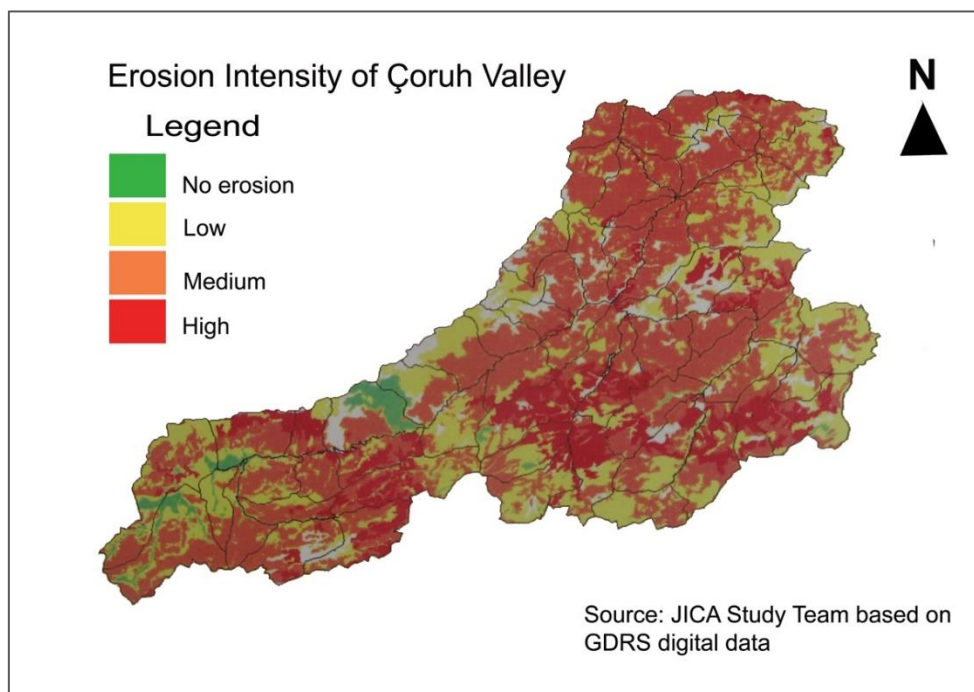 Erosion Intensity of Çoruh Valley
N
Legend
No erosion
Low
Medium
High
Source: JICA Study Team based on
GDRS digital data